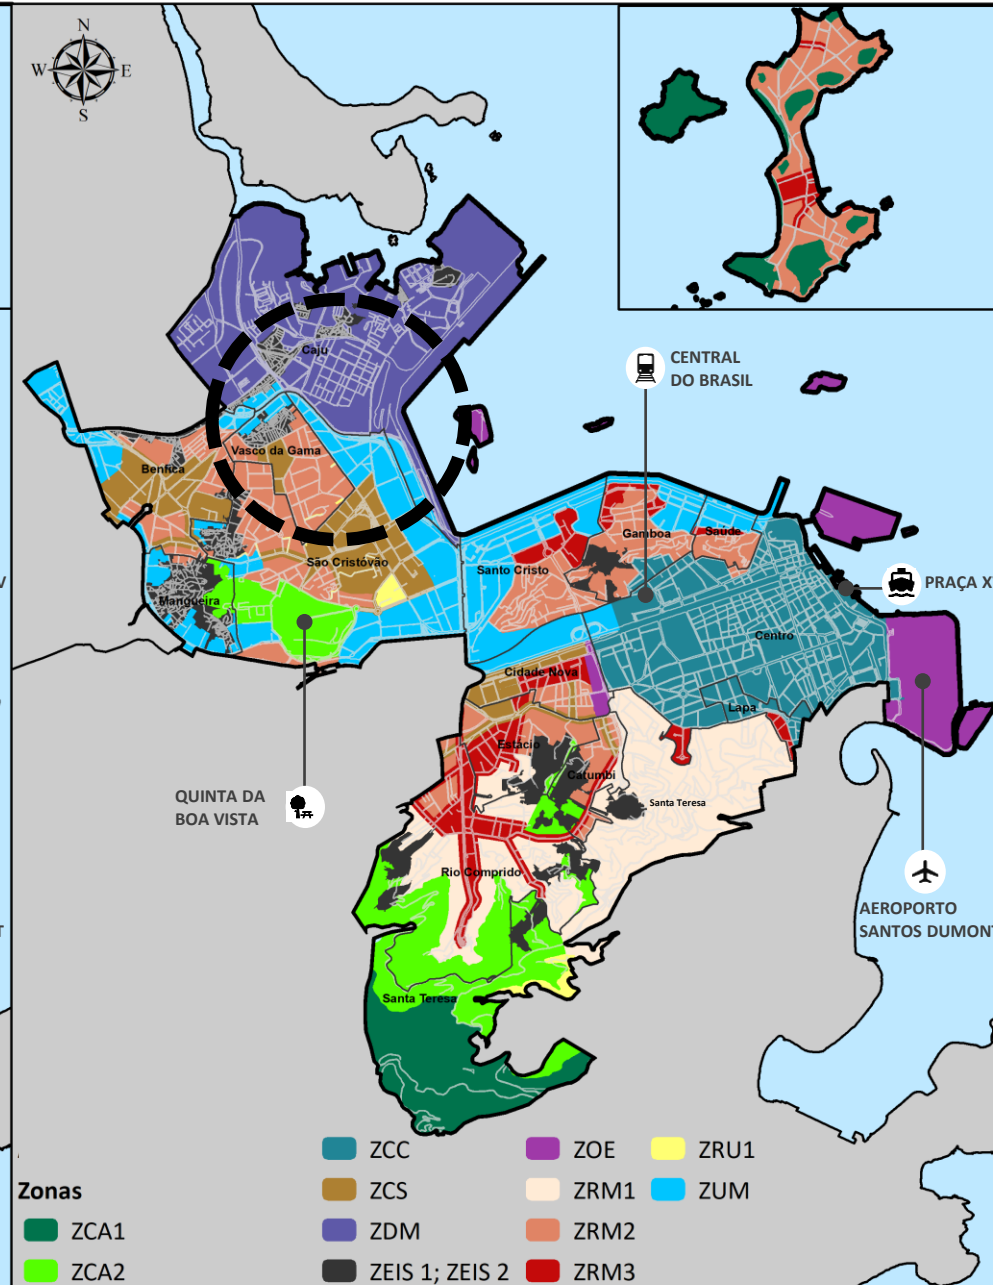 N
W E
S
CENTRAL
DO BRASIL
Caju
Vasco da Gama
Benfica
São Cristóvão
Mangueira
Gamboa
Saúde
Santo Cristo
PRAÇA X
Centro
Cidade Nova
Lapa
Estácio
Catumbi
Santa Teresa
QUINTA DA
BOA VISTA
Rio Comprido
AEROPORTO
SANTOS DUMONT
Santa Teresa
Zonas
ZCA1
ZCA2
ZCC
ZCS
ZDM
ZEIS 1; ZEIS 2
ZOE
ZRM1
ZRM2
ZRM3
ZRU1
ZUM